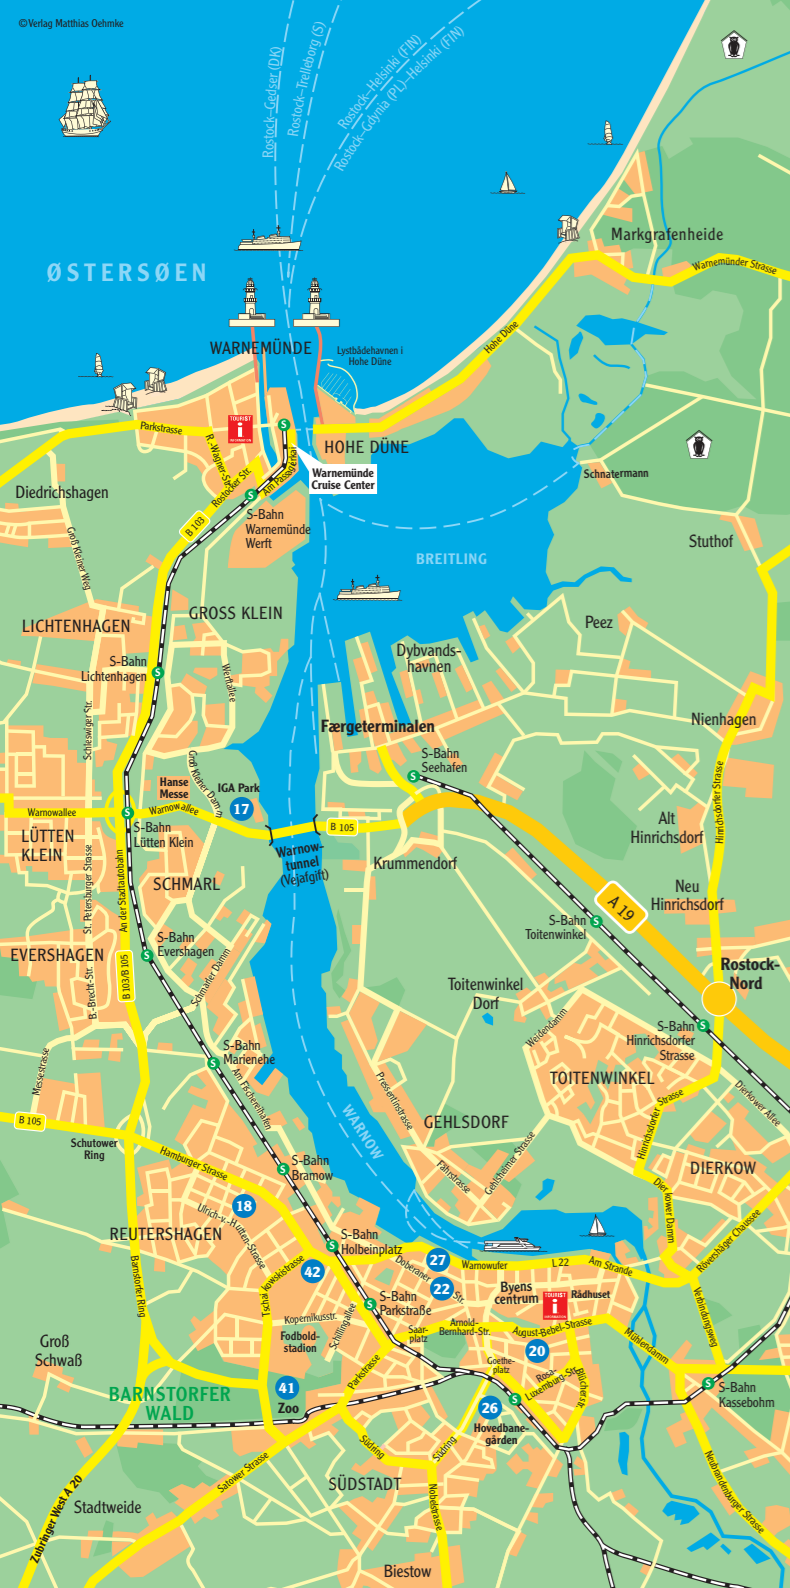 ©Verlag Matthias Oehmke
Rostock–Gedser (DK)
Rostock–Trelleborg (S)
Rostock–Helsinki (FIN)
Rostock–Gdynia (PL)–Helsinki (FIN)
ØSTERSØEN
Markgrafenheide
Warnemünder Strasse
WARNEMÜNDE
Lystbådehavnen i
Hohe Düne
Hohe Düne
Parkstrasse
TOURIST
i
INFORMATION
S
HOHE DÜNE
R.-Wagner-Str.
Rostocker Str.
Am Passagierkai
Warnemünde
Cruise Center
Schnatermann
Diedrichshagen
S
S-Bahn
Warnemünde
Werft
B 103
Stuthof
Groß Kleiner Weg
BREITLING
LICHTENHAGEN
GROSS KLEIN
Peez
Dybvands-
havnen
S-Bahn
Lichtenhagen
S
Werftallee
Schleswiger Str.
Færgeterminalen
Nienhagen
S-Bahn
Seehafen
S
Groß Kleiner Damm
Hanse
Messe
IGA Park
17
Hinrichsdorfer Strasse
Warnowallee
Warnowallee
S
S-Bahn
Lütten Klein
LÜTTEN
KLEIN
B 105
Alt
Hinrichsdorf
Warnow-
tunnel
(Vejafgift)
Krummendorf
SCHMARL
St. Petersburger Strasse
An der Stadtautobahn
Neu
Hinrichsdorf
A 19
S-Bahn
Toitenwinkel
S
EVERSHAGEN
S-Bahn
Evershagen
S
Schmarler Damm
B 103/B 105
B.-Brecht-Str.
Rostock-
Nord
Toitenwinkel
Dorf
Weidendamm
S-Bahn
Hinrichsdorfer
Strasse
S
S-Bahn
Marienehe
S
Messestrasse
Am Fischereihafen
TOITENWINKEL
Dierkower Allee
Pressentinstrasse
B 105
WARNOW
GEHLSDORF
Hinrichsdorfer Strasse
Schutower
Ring
Hamburger Strasse
S-Bahn
Bramow
S
Fährstrasse
Gehlsheimer Strasse
DIERKOW
Dierkower Damm
18
Ulrich-v.-Hutten-Strasse
REUTERSHAGEN
S-Bahn
Holbeinplatz
S
Rövershäger Chaussee
Barnstorfer Ring
42
27
Warnowufer
L 22
Am Strande
Doberaner Str.
22
Byens
centrum
TOURIST
i
INFORMATION
Rådhuset
Verbindungsweg
S-Bahn
Parkstraße
S
Kopernikusstr.
Schillingallee
Fodbold-
stadion
Saar-
platz
Arnold-
Bernhard-Str.
August-Bebel-Strasse
Mühlendamm
Groß
Schwaß
20
Goethe-
platz
Rosa-
Luxemburg-Str.
Blücherstr.
Parkstrasse
BARNSTORFER
WALD
41
Zoo
S
26
Hovedbane-
gården
S
S-Bahn
Kassebohm
Südring
Südring
Satower Strasse
SÜDSTADT
Nobelstrasse
Neubrandenburger Strasse
Stadtweide
Zubringer West A 20
Biestow